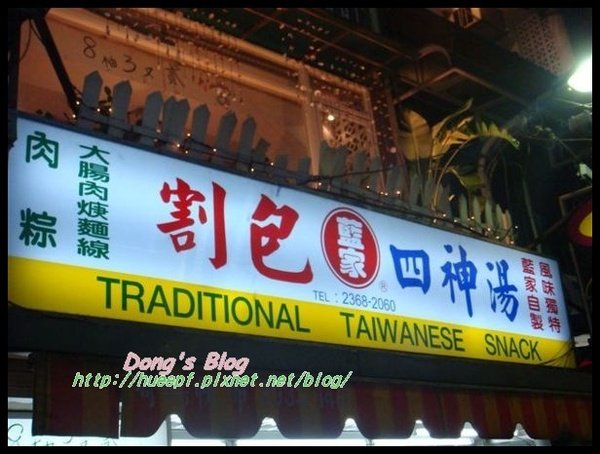 肉粽
大腸肉焿麵線
割包
藍家
®
四神湯
風味獨特
藍家自製
TEL : 2368-2060
TRADITIONAL TAIWANESE SNACK
Dong's Blog
http://hueepf.pixnet.net/blog/